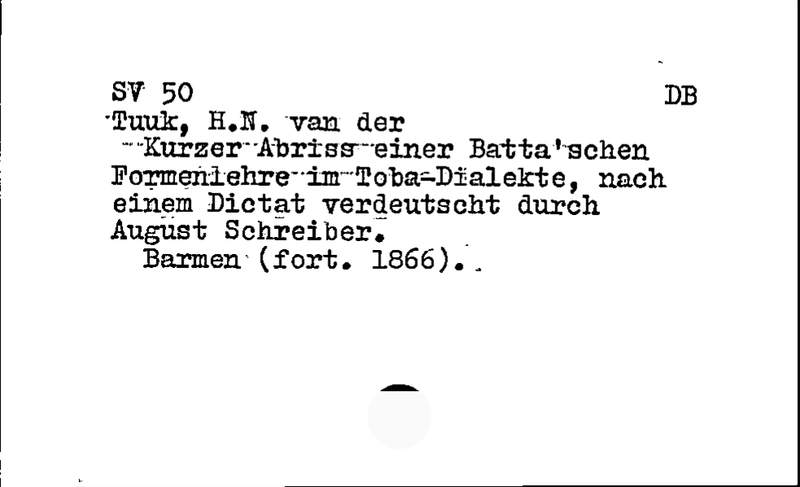 SV 50 DB
Tuuk, H.N. van der
Kurzer Abriss einer Batta'schen
Formenlehre im Toba-Dialekte, nach
einem Dictat verdeutscht durch
August Schreiber.
Barmen (fort. 1866).